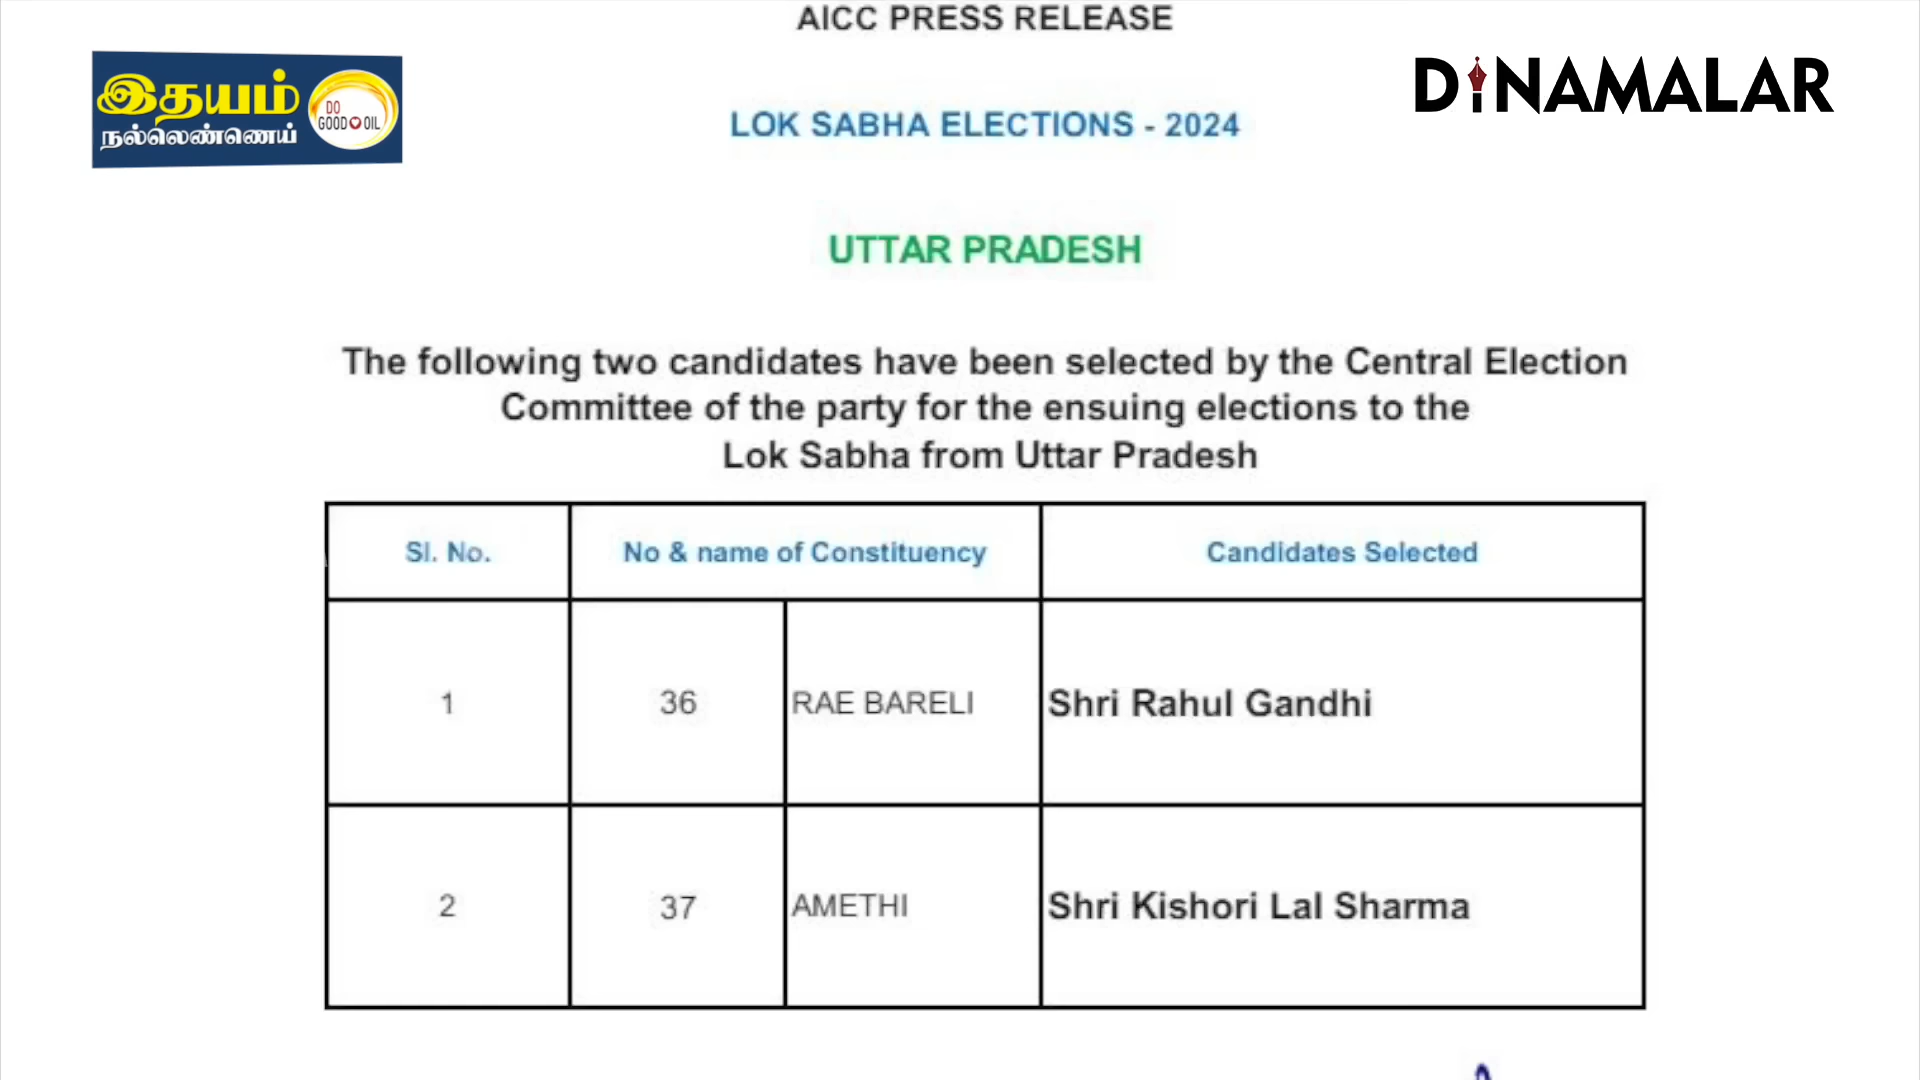 AICC PRESS RELEASE
இதயம்
நல்லெண்ணெய்
DO
GOOD OIL
DINAMALAR
LOK SABHA ELECTIONS - 2024
UTTAR PRADESH
The following two candidates have been selected by the Central Election
Committee of the party for the ensuing elections to the
Lok Sabha from Uttar Pradesh
Sl. No. No & name of Constituency Candidates Selected
1 36 RAE BARELI Shri Rahul Gandhi
2 37 AMETHI Shri Kishori Lal Sharma